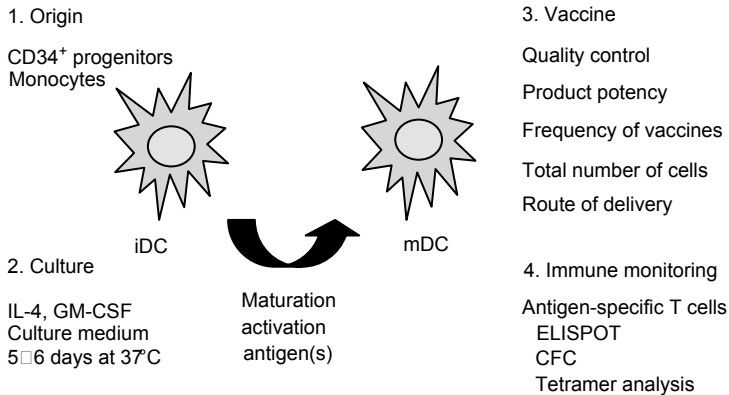 1. Origin
CD34+ progenitors
Monocytes
iDC
2. Culture
IL-4, GM-CSF
Culture medium
5□6 days at 37°C
Maturation
activation
antigen(s)
mDC
3. Vaccine
Quality control
Product potency
Frequency of vaccines
Total number of cells
Route of delivery
4. Immune monitoring
Antigen-specific T cells
ELISPOT
CFC
Tetramer analysis